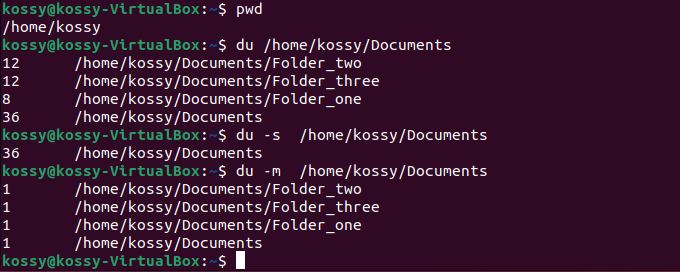 kossy@kossy-VirtualBox:~$ pwd
/home/kossy
kossy@kossy-VirtualBox:~$ du /home/kossy/Documents
12      /home/kossy/Documents/Folder_two
12      /home/kossy/Documents/Folder_three
8       /home/kossy/Documents/Folder_one
36      /home/kossy/Documents
kossy@kossy-VirtualBox:~$ du -s  /home/kossy/Documents
36      /home/kossy/Documents
kossy@kossy-VirtualBox:~$ du -m  /home/kossy/Documents
1       /home/kossy/Documents/Folder_two
1       /home/kossy/Documents/Folder_three
1       /home/kossy/Documents/Folder_one
1       /home/kossy/Documents
kossy@kossy-VirtualBox:~$